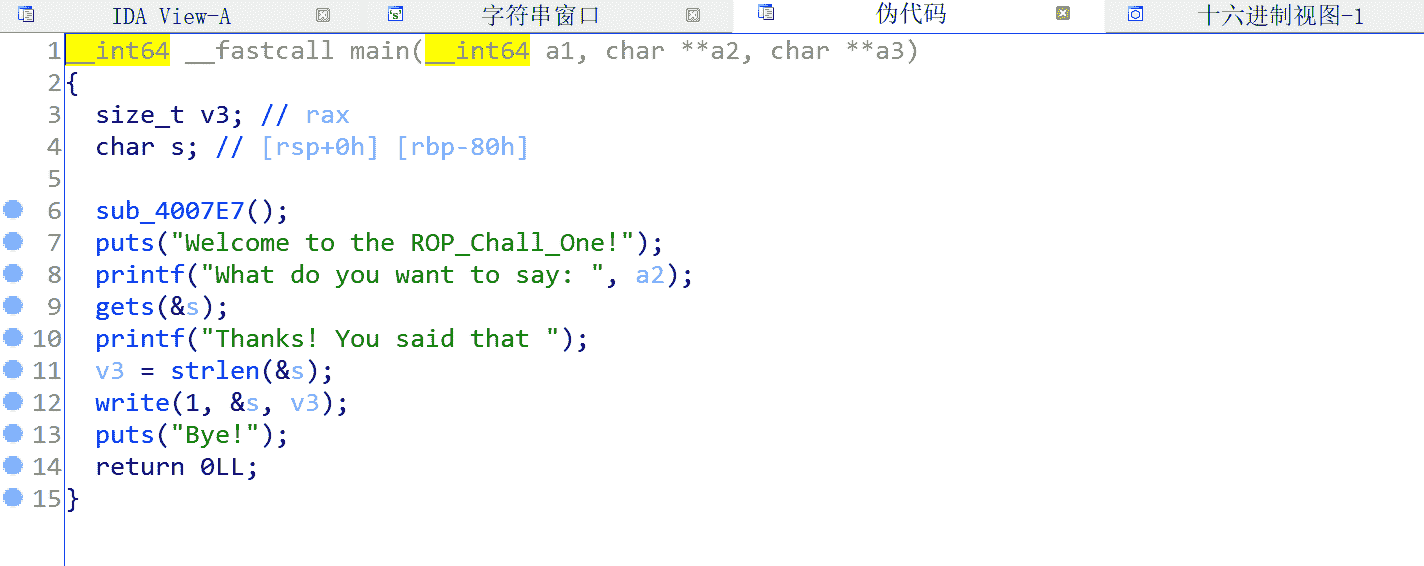 IDA View-A 字符串窗口 伪代码 十六进制视图-1
1 __int64 __fastcall main(__int64 a1, char **a2, char **a3)
2 {
3 size_t v3; // rax
4 char s; // [rsp+0h] [rbp-80h]
5
6 sub_4007E7();
7 puts("Welcome to the ROP_Chall_One!");
8 printf("What do you want to say: ", a2);
9 gets(&s);
10 printf("Thanks! You said that ");
11 v3 = strlen(&s);
12 write(1, &s, v3);
13 puts("Bye!");
14 return 0LL;
15 }